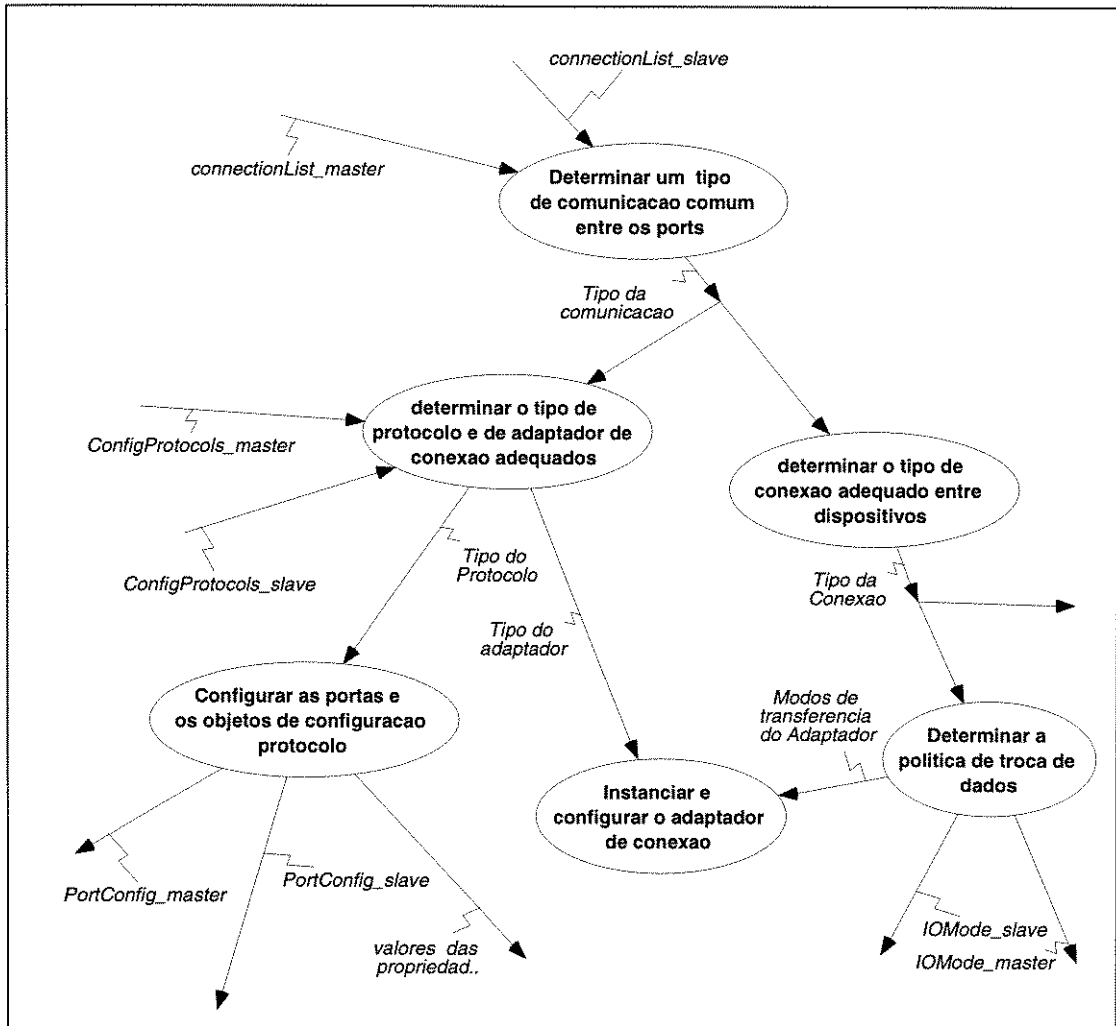 connectionList_slave
connectionList_master
Determinar um tipo
de comunicacao comum
entre os ports
Tipo da
comunicacao
determinar o tipo de
protocolo e de adaptador de
conexao adequados
ConfigProtocols_master
determinar o tipo de
conexao adequado entre
dispositivos
ConfigProtocols_slave
Tipo do
Protocolo
Tipo da
Conexao
Tipo do
adaptador
Configurar as portas e
os objetos de configuracao
protocolo
Modos de
transferencia
do Adaptador
Determinar a
politica de troca de
dados
Instanciar e
configurar o adaptador
de conexao
PortConfig_master
PortConfig_slave
valores das
propriedad..
IOMode_slave
IOMode_master